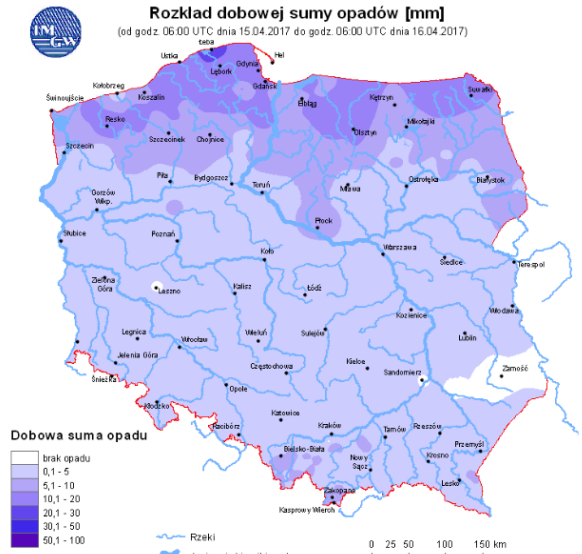 IM
GW
Rozkład dobowej sumy opadów [mm]
(od godz. 06:00 UTC dnia 15.04.2017 do godz. 06:00 UTC dnia 16.04.2017)
Łeba
Ustka
Hel
Gdynia
Lębork
Gdańsk
Kołobrzeg
Koszalin
Świnoujście
Elbląg
Kętrzyn
Suwałki
Resko
Szczecinek
Chojnice
Olsztyn
Mikołajki
Szczecin
Piła
Bydgoszcz
Toruń
Mława
Ostrołęka
Białystok
Gorzów
Wlkp.
Płock
Słubice
Poznań
Koło
Warszawa
Siedlce
Terespol
Zielona
Góra
Leszno
Kalisz
Łódź
Kozienice
Włodawa
Legnica
Wrocław
Wieluń
Sulejów
Lublin
Jelenia Góra
Śnieżka
Częstochowa
Kielce
Sandomierz
Zamość
Kłodzko
Opole
Katowice
Racibórz
Kraków
Tarnów
Rzeszów
Przemyśl
Bielsko-Biała
Nowy
Sącz
Krosno
Lesko
Zakopane
Kasprowy Wierch
Dobowa suma opadu
brak opadu
0,1 - 5
5,1 - 10
10,1 - 20
20,1 - 30
30,1 - 50
50,1 - 100
Rzeki
0 25 50 100 150 km